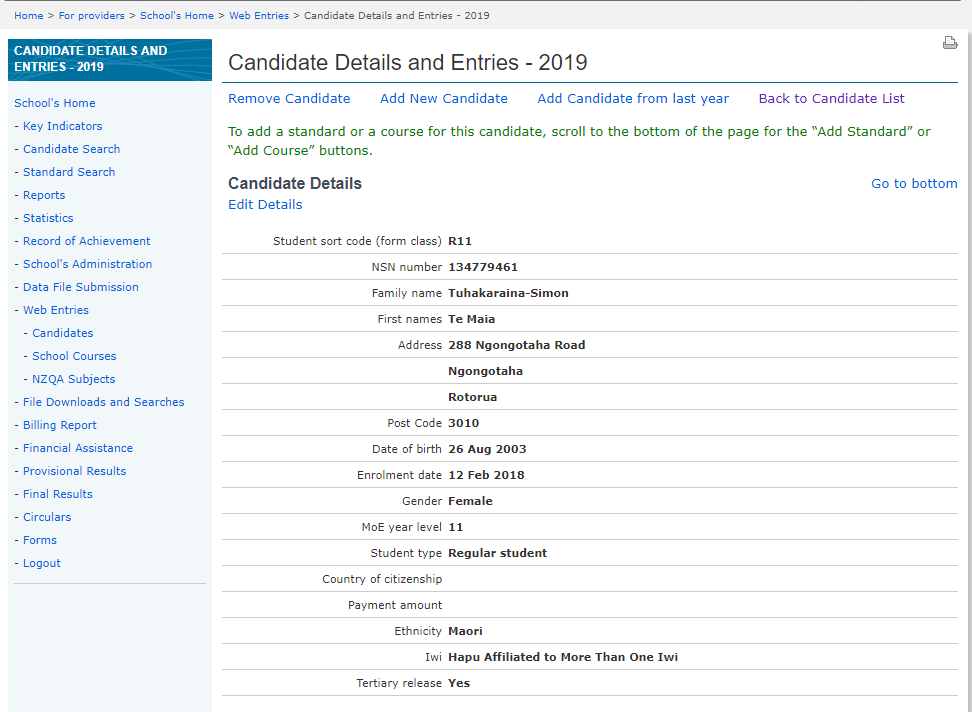 Home > For providers > School's Home > Web Entries > Candidate Details and Entries - 2019
CANDIDATE DETAILS AND
ENTRIES - 2019
School's Home
- Key Indicators
- Candidate Search
- Standard Search
- Reports
- Statistics
- Record of Achievement
- School's Administration
- Data File Submission
- Web Entries
- Candidates
- School Courses
- NZQA Subjects
- File Downloads and Searches
- Billing Report
- Financial Assistance
- Provisional Results
- Final Results
- Circulars
- Forms
- Logout
Candidate Details and Entries - 2019
Remove Candidate Add New Candidate Add Candidate from last year Back to Candidate List
To add a standard or a course for this candidate, scroll to the bottom of the page for the “Add Standard” or
“Add Course” buttons.
Candidate Details Go to bottom
Edit Details
Student sort code (form class) R11
NSN number 134779461
Family name Tuhakaraina-Simon
First names Te Maia
Address 288 Ngongotaha Road
Ngongotaha
Rotorua
Post Code 3010
Date of birth 26 Aug 2003
Enrolment date 12 Feb 2018
Gender Female
MoE year level 11
Student type Regular student
Country of citizenship
Payment amount
Ethnicity Maori
Iwi Hapu Affiliated to More Than One Iwi
Tertiary release Yes